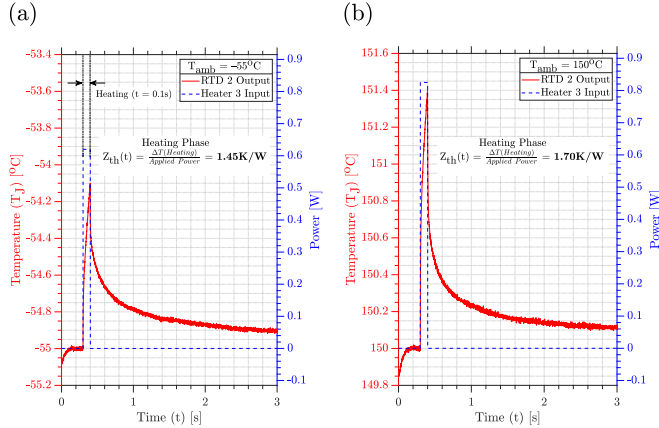 (a)
(b)
-53.4
-53.6
-53.8
-54
-54.2
-54.4
-54.6
-54.8
-55
-55.2
Temperature (T_J) [°C]
T_amb = -55°C
RTD 2 Output
Heater 3 Input
Heating (t = 0.1s)
Heating Phase
Z_th(t) = ΔT(Heating)/Applied Power = 1.45K/W
0.9
0.8
0.7
0.6
0.5
0.4
0.3
0.2
0.1
0
-0.1
Power [W]
0
1
2
3
Time (t) [s]
151.6
151.4
151.2
151
150.8
150.6
150.4
150.2
150
149.8
Temperature (T_J) [°C]
T_amb = 150°C
RTD 2 Output
Heater 3 Input
Heating Phase
Z_th(t) = ΔT(Heating)/Applied Power = 1.70K/W
0.9
0.8
0.7
0.6
0.5
0.4
0.3
0.2
0.1
0
-0.1
Power [W]
0
1
2
3
Time (t) [s]